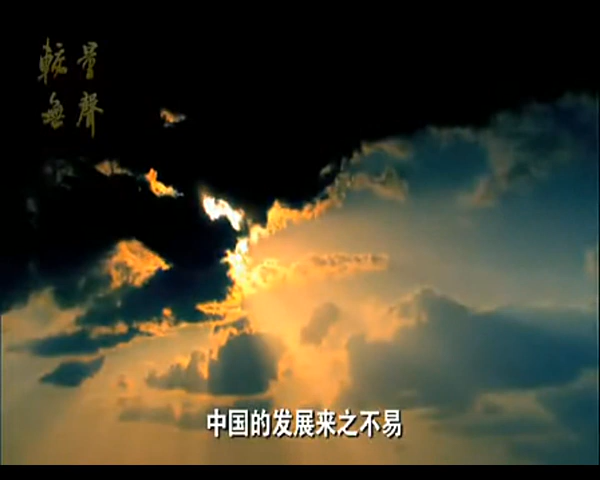 較量
無聲
中国的发展来之不易